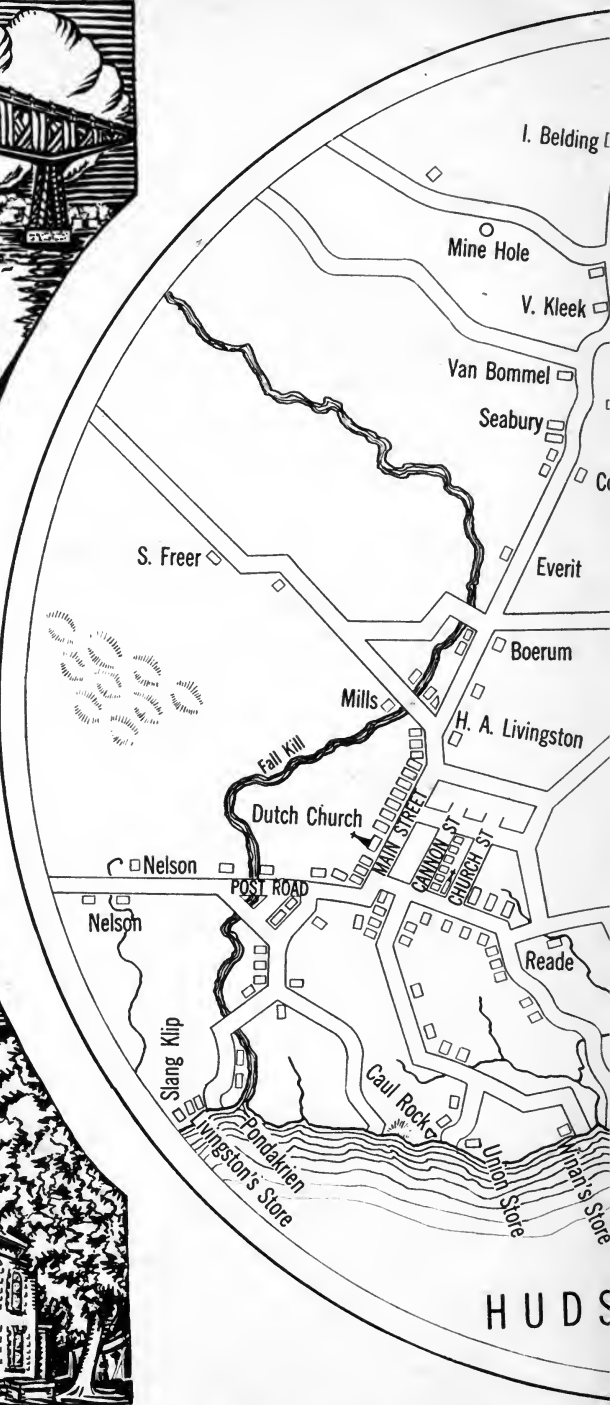 I. Belding
Mine Hole
V. Kleek
Van Bommel
Seabury
S. Freer
Everit
Boerum
Mills
H. A. Livingston
Fall Kill
Dutch Church
MAIN STREET
CANNON ST
CHURCH ST
Nelson
POST ROAD
Nelson
Reade
Slang Klip
Caul Rock
Pondakrien
Union Store
Store
Store
HUDS